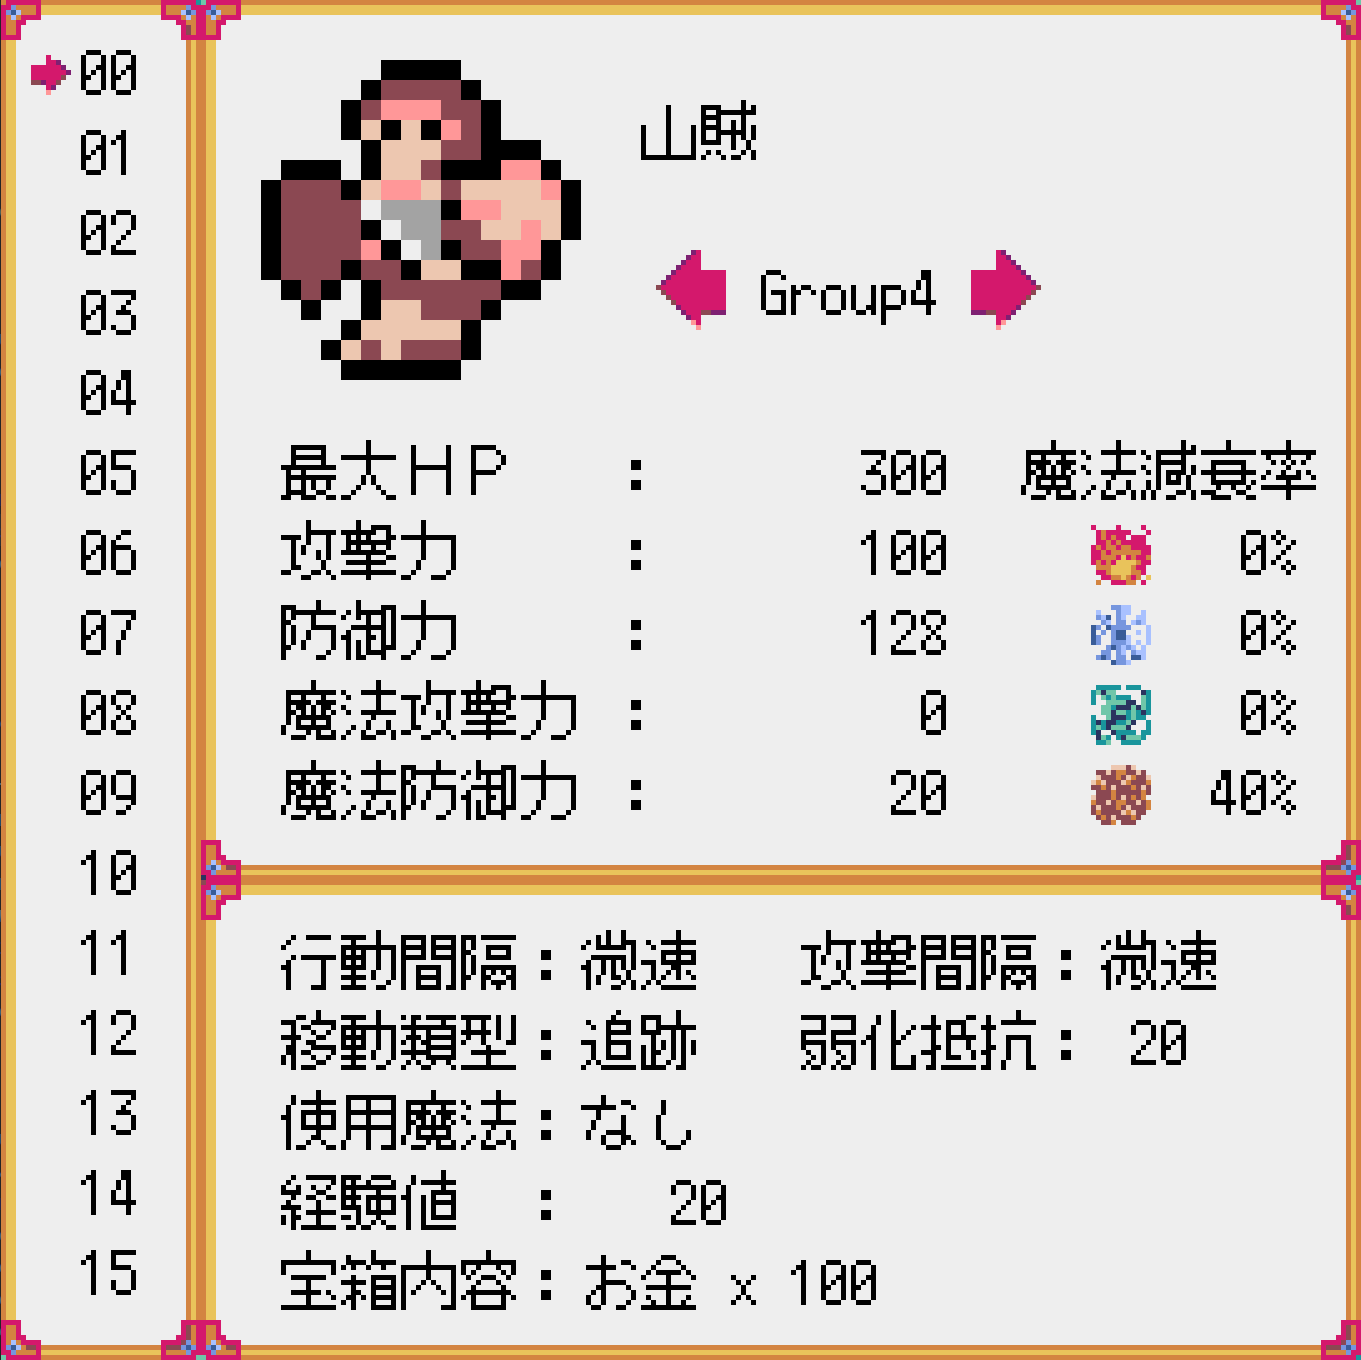 00
01
02
03
04
05
06
07
08
09
10
11
12
13
14
15
山賊
Group4
最大ＨＰ : 300 魔法減衰率
攻撃力 : 100 0%
防御力 : 128 0%
魔法攻撃力 : 0 0%
魔法防御力 : 20 40%
行動間隔:微速 攻撃間隔:微速
移動類型:追跡 弱化抵抗: 20
使用魔法:なし
経験値 : 20
宝箱内容:お金 x 100